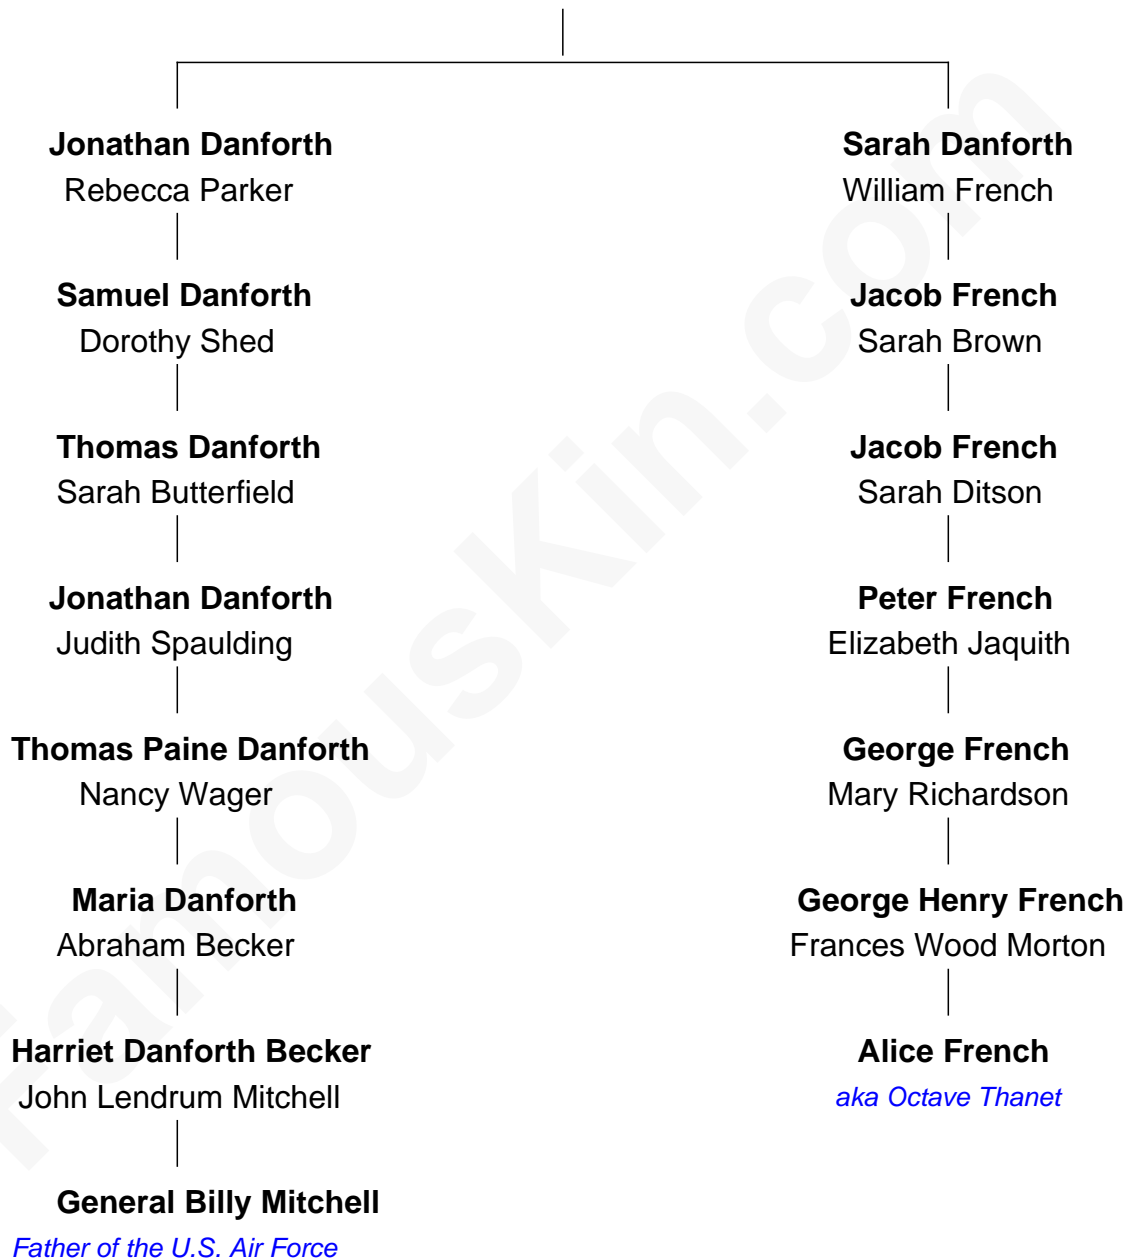 Jonathan Danforth
Rebecca Parker
Samuel Danforth
Dorothy Shed
Thomas Danforth
Sarah Butterfield
Jonathan Danforth
Judith Spaulding
Thomas Paine Danforth
Nancy Wager
Maria Danforth
Abraham Becker
Harriet Danforth Becker
John Lendrum Mitchell
General Billy Mitchell
Father of the U.S. Air Force
Sarah Danforth
William French
Jacob French
Sarah Brown
Jacob French
Sarah Ditson
Peter French
Elizabeth Jaquith
George French
Mary Richardson
George Henry French
Frances Wood Morton
Alice French
aka Octave Thanet
FamousKin.com